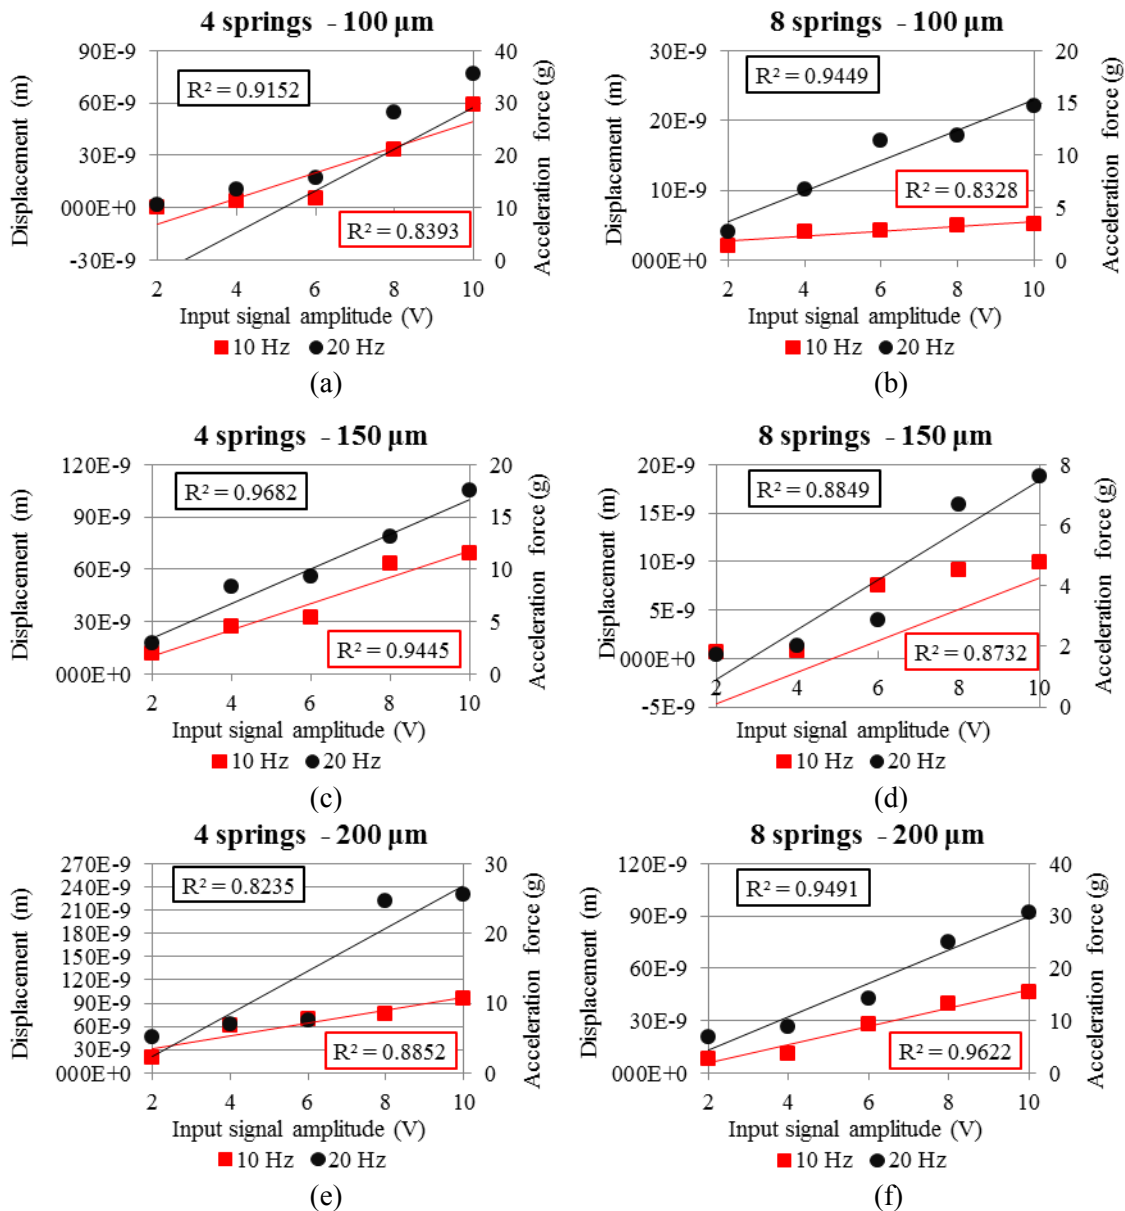 4 springs - 100 µm
Displacement (m)
90E-9
60E-9
30E-9
000E+0
-30E-9
R² = 0.9152
R² = 0.8393
40
30
20
10
0
Acceleration force (g)
2 4 6 8 10
Input signal amplitude (V)
10 Hz 20 Hz
(a)
8 springs - 100 µm
Displacement (m)
30E-9
20E-9
10E-9
000E+0
R² = 0.9449
R² = 0.8328
20
15
10
5
0
Acceleration force (g)
2 4 6 8 10
Input signal amplitude (V)
10 Hz 20 Hz
(b)
4 springs - 150 µm
Displacement (m)
120E-9
90E-9
60E-9
30E-9
000E+0
R² = 0.9682
R² = 0.9445
20
15
10
5
0
Acceleration force (g)
2 4 6 8 10
Input signal amplitude (V)
10 Hz 20 Hz
(c)
8 springs - 150 µm
Displacement (m)
20E-9
15E-9
10E-9
5E-9
000E+0
-5E-9
R² = 0.8849
R² = 0.8732
8
6
4
2
0
Acceleration force (g)
2 4 6 8 10
Input signal amplitude (V)
10 Hz 20 Hz
(d)
4 springs - 200 µm
Displacement (m)
270E-9
240E-9
210E-9
180E-9
150E-9
120E-9
90E-9
60E-9
30E-9
000E+0
R² = 0.8235
R² = 0.8852
30
20
10
0
Acceleration force (g)
2 4 6 8 10
Input signal amplitude (V)
10 Hz 20 Hz
(e)
8 springs - 200 µm
Displacement (m)
120E-9
90E-9
60E-9
30E-9
000E+0
R² = 0.9491
R² = 0.9622
40
30
20
10
0
Acceleration force (g)
2 4 6 8 10
Input signal amplitude (V)
10 Hz 20 Hz
(f)